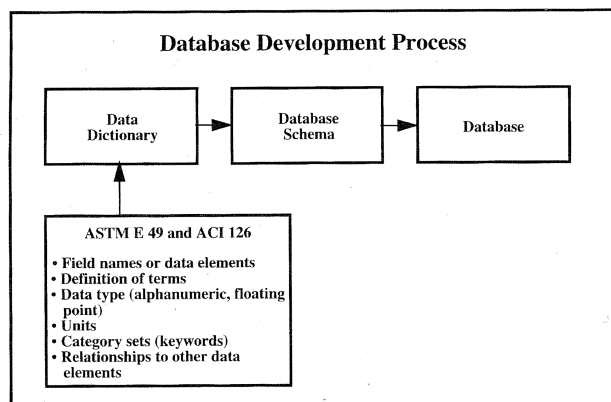 Database Development Process
Data
Dictionary
Database
Schema
Database
ASTM E 49 and ACI 126
• Field names or data elements
• Definition of terms
• Data type (alphanumeric, floating
point)
• Units
• Category sets (keywords)
• Relationships to other data
elements